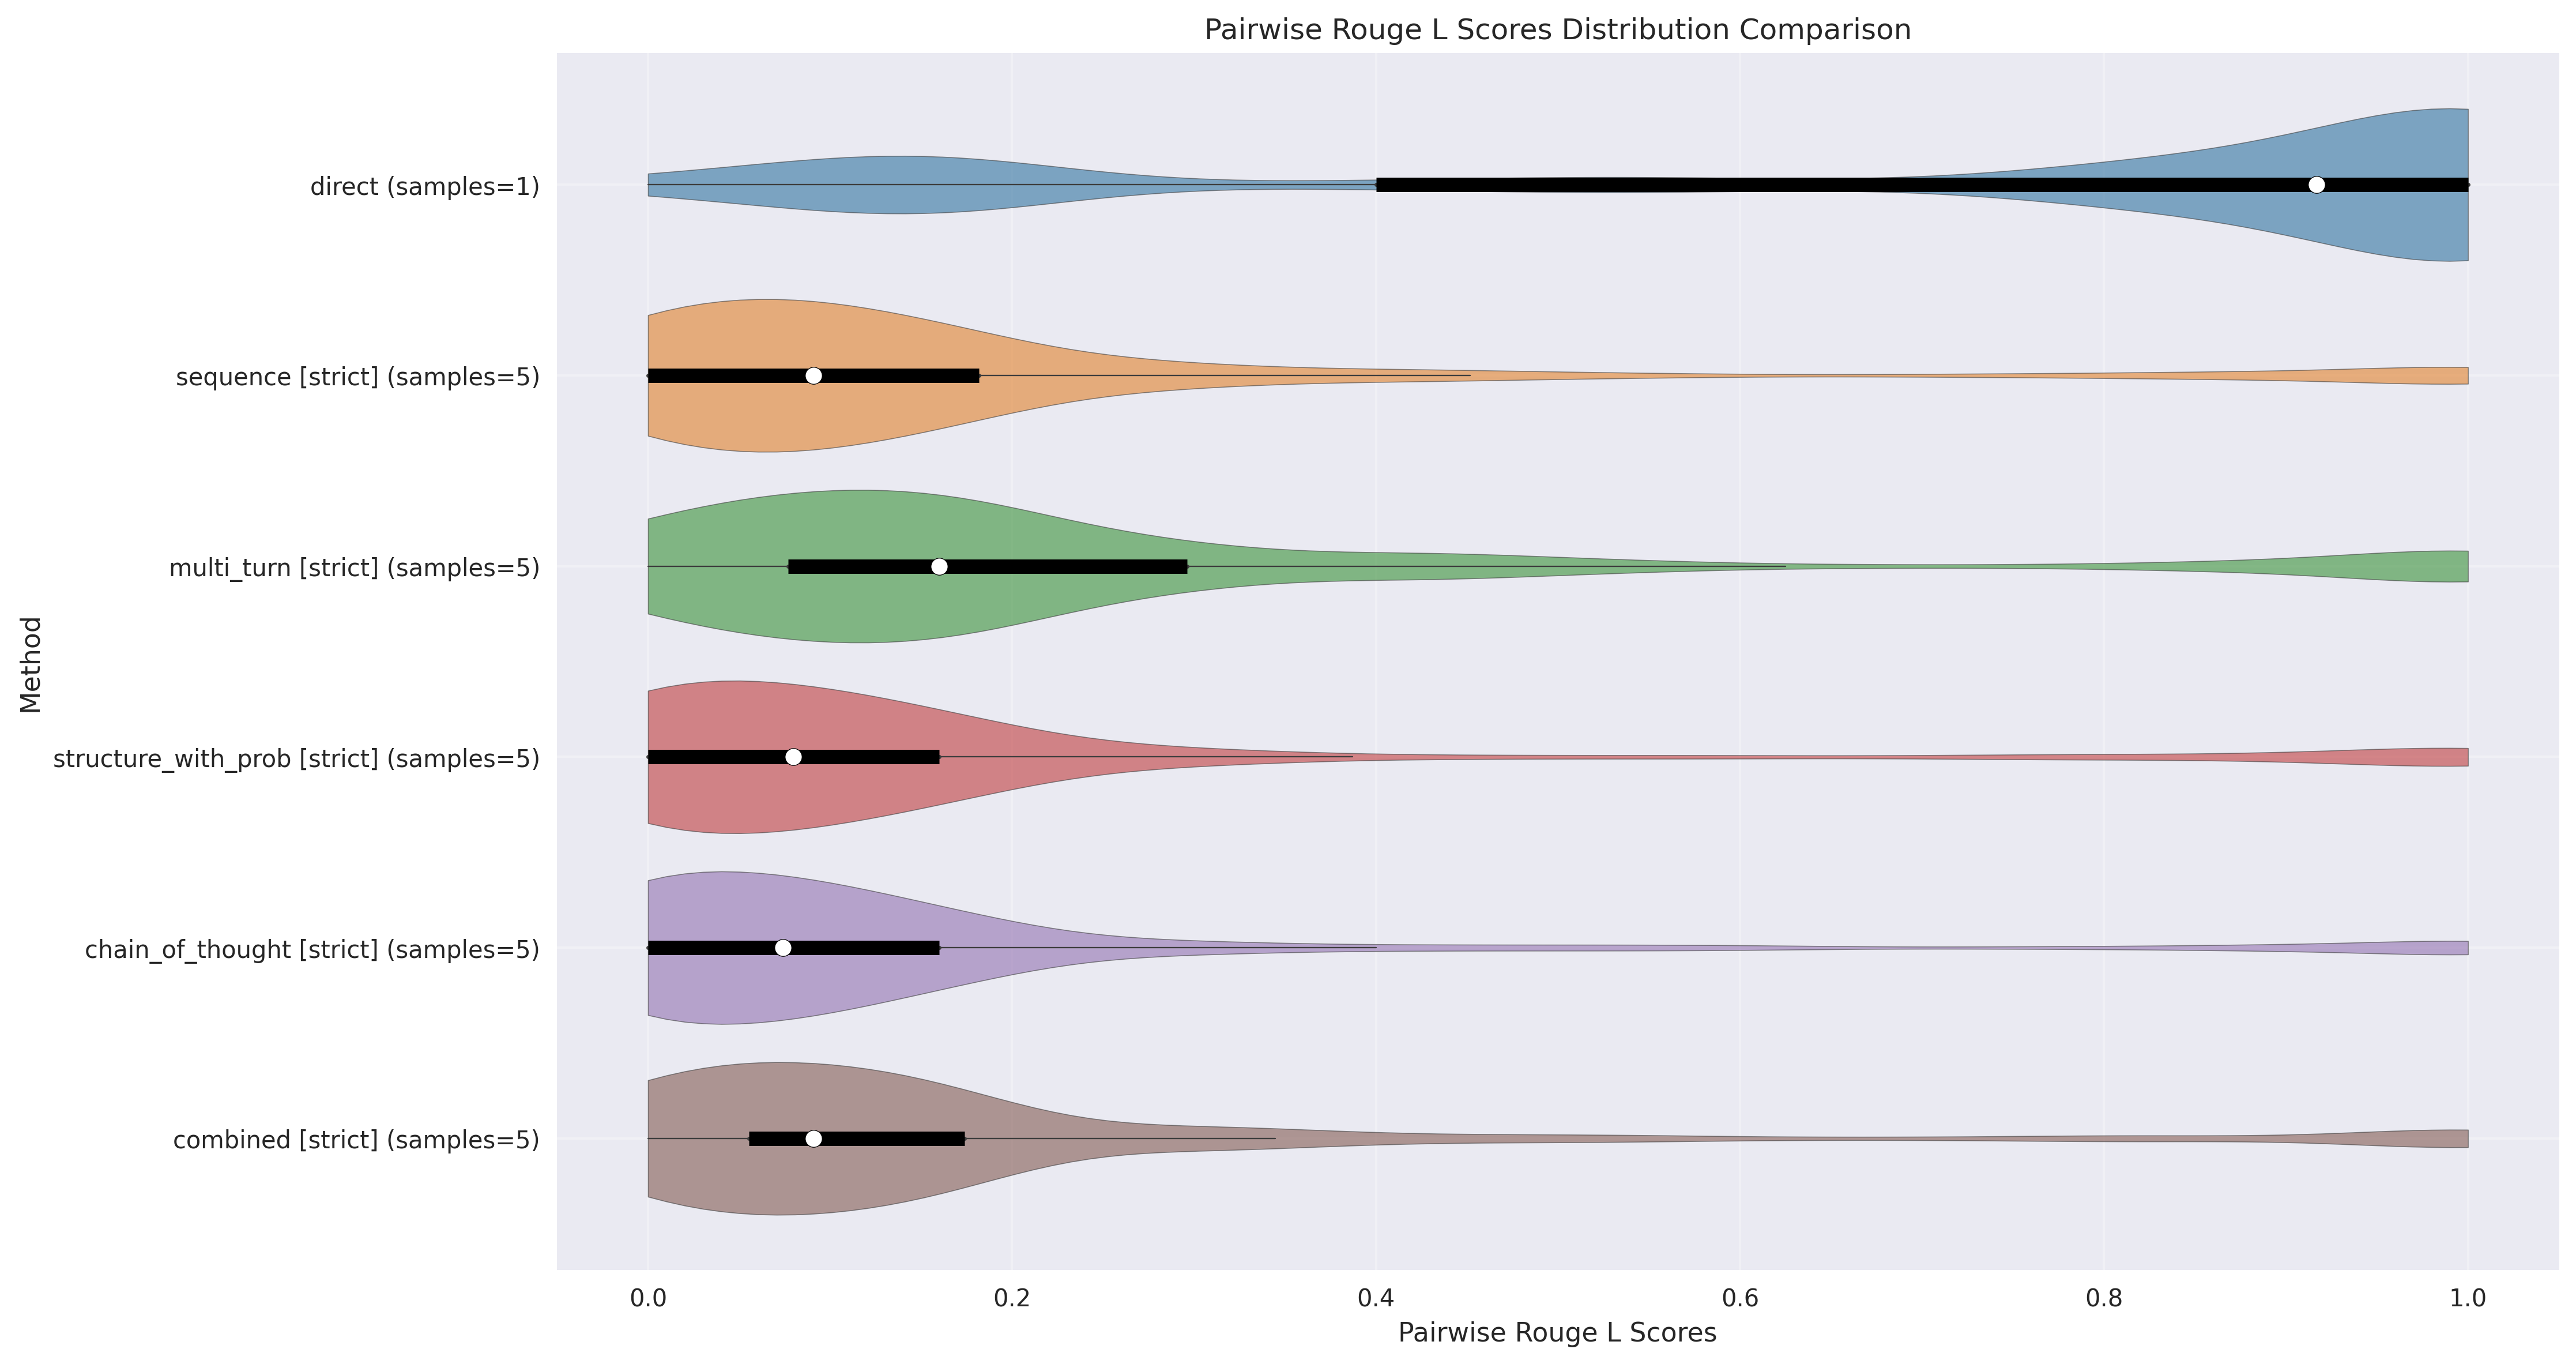 Pairwise Rouge L Scores Distribution Comparison
Method
direct (samples=1)
sequence [strict] (samples=5)
multi_turn [strict] (samples=5)
structure_with_prob [strict] (samples=5)
chain_of_thought [strict] (samples=5)
combined [strict] (samples=5)
0.0 0.2 0.4 0.6 0.8 1.0
Pairwise Rouge L Scores